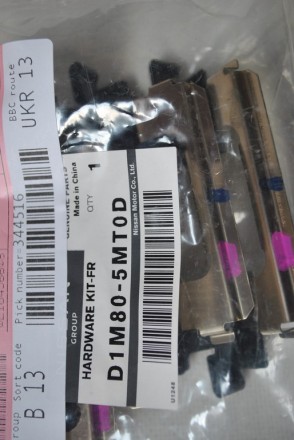 BBC route
UKR 13
Pick number: 344516
Sort code
B 13
GENUINE PARTS
Made in China
QTY
1
GROUP
HARDWARE KIT-FR
D1M80-5MT0D
Nissan Motor Co., Ltd.